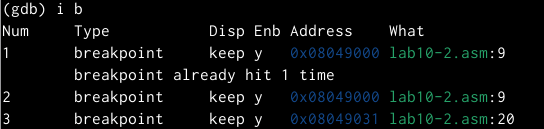 (gdb) i b
Num     Type           Disp Enb Address    What
1       breakpoint     keep y   0x08049000 lab10-2.asm:9
        breakpoint already hit 1 time
2       breakpoint     keep y   0x08049000 lab10-2.asm:9
3       breakpoint     keep y   0x08049031 lab10-2.asm:20